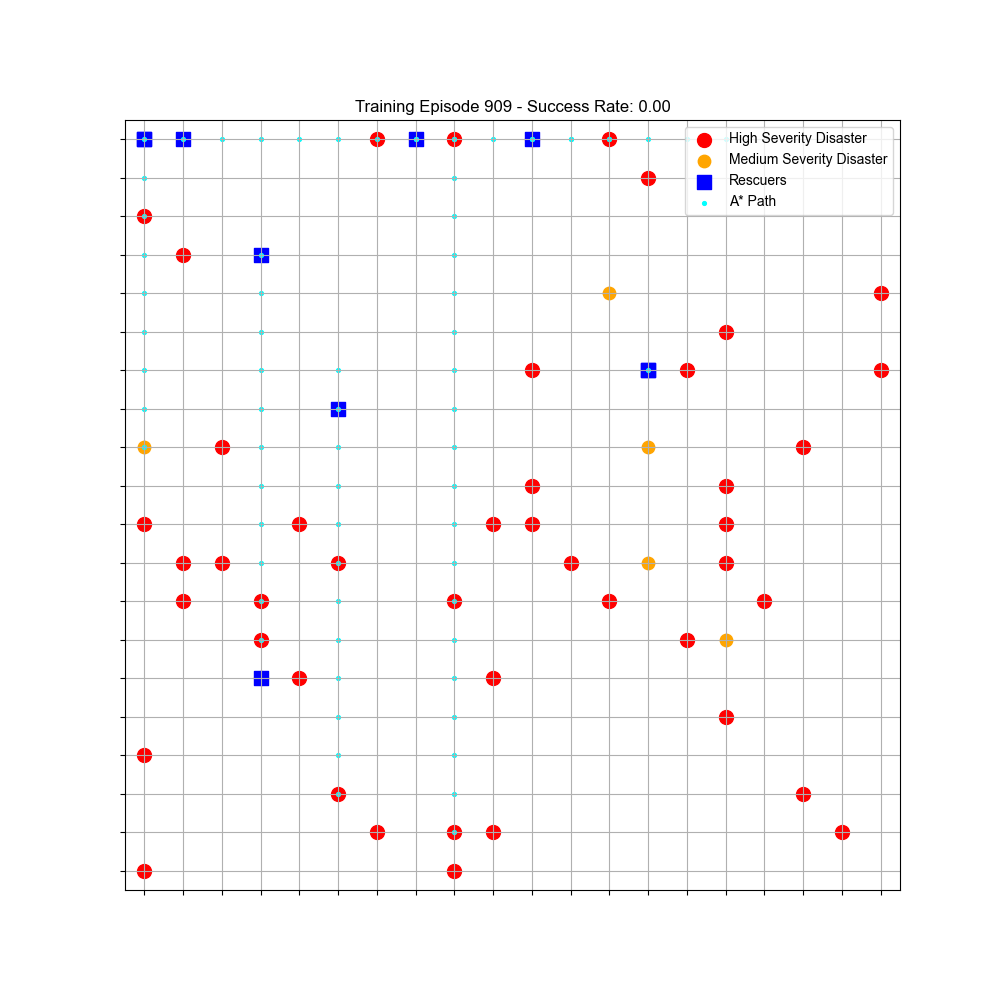 Training Episode 909 - Success Rate: 0.00
High Severity Disaster
Medium Severity Disaster
Rescuers
A* Path